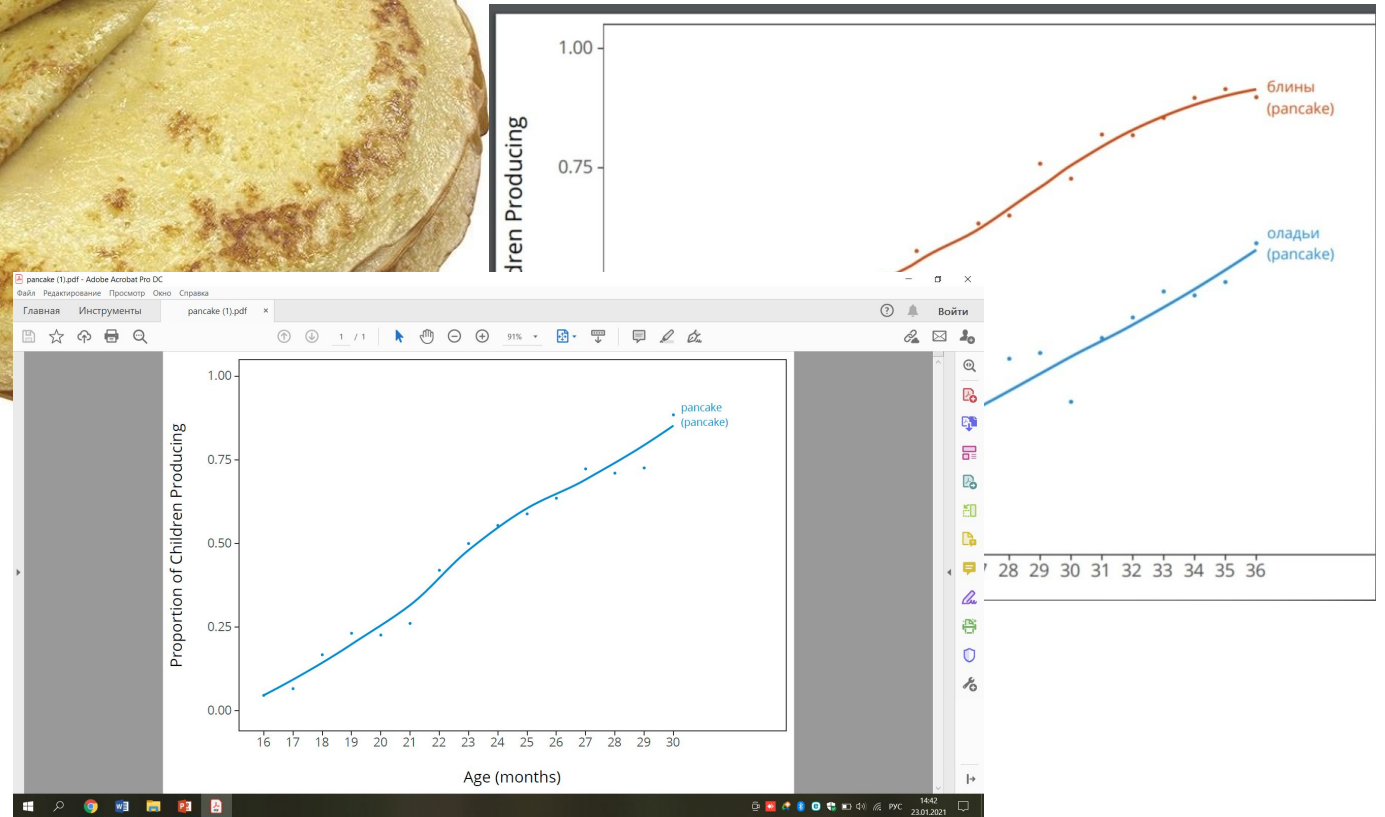 1.00
0.75
dren Producing
блины
(pancake)
оладьи
(pancake)
28 29 30 31 32 33 34 35 36
pancake (1).pdf - Adobe Acrobat Pro DC
Файл Редактирование Просмотр Окно Справка
Главная Инструменты pancake (1).pdf × Войти
1 / 1 91%
1.00
0.75
0.50
0.25
0.00
Proportion of Children Producing
pancake
(pancake)
16 17 18 19 20 21 22 23 24 25 26 27 28 29 30
Age (months)
РУС 14:42
23.01.2021